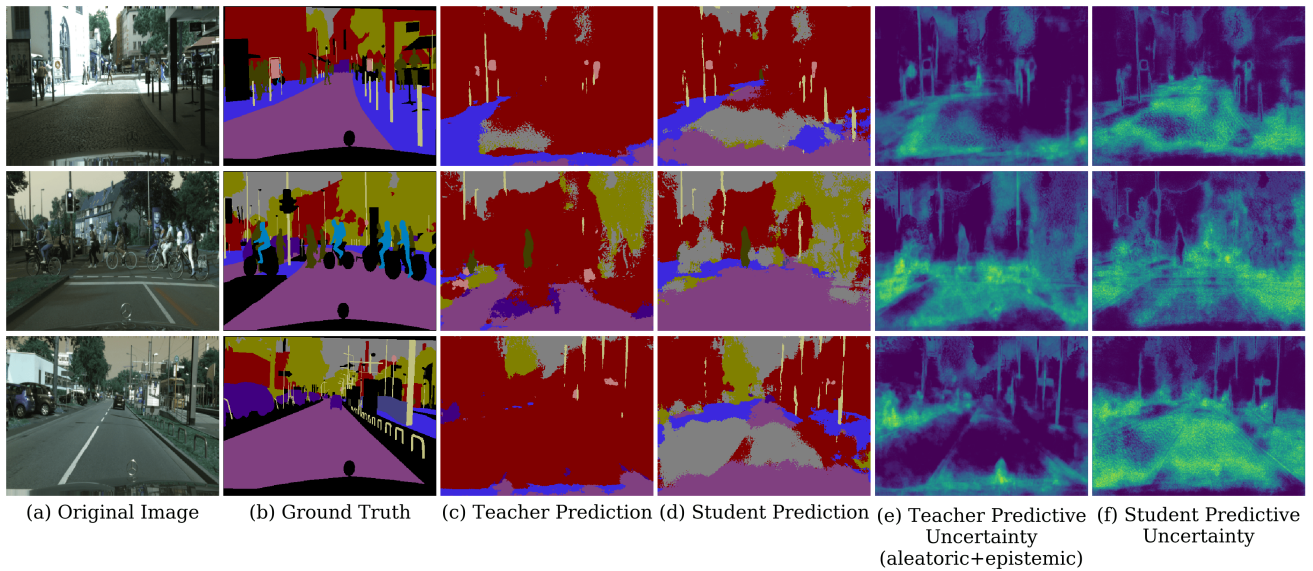 (a) Original Image
(b) Ground Truth
(c) Teacher Prediction
(d) Student Prediction
(e) Teacher Predictive
Uncertainty
(aleatoric+epistemic)
(f) Student Predictive
Uncertainty